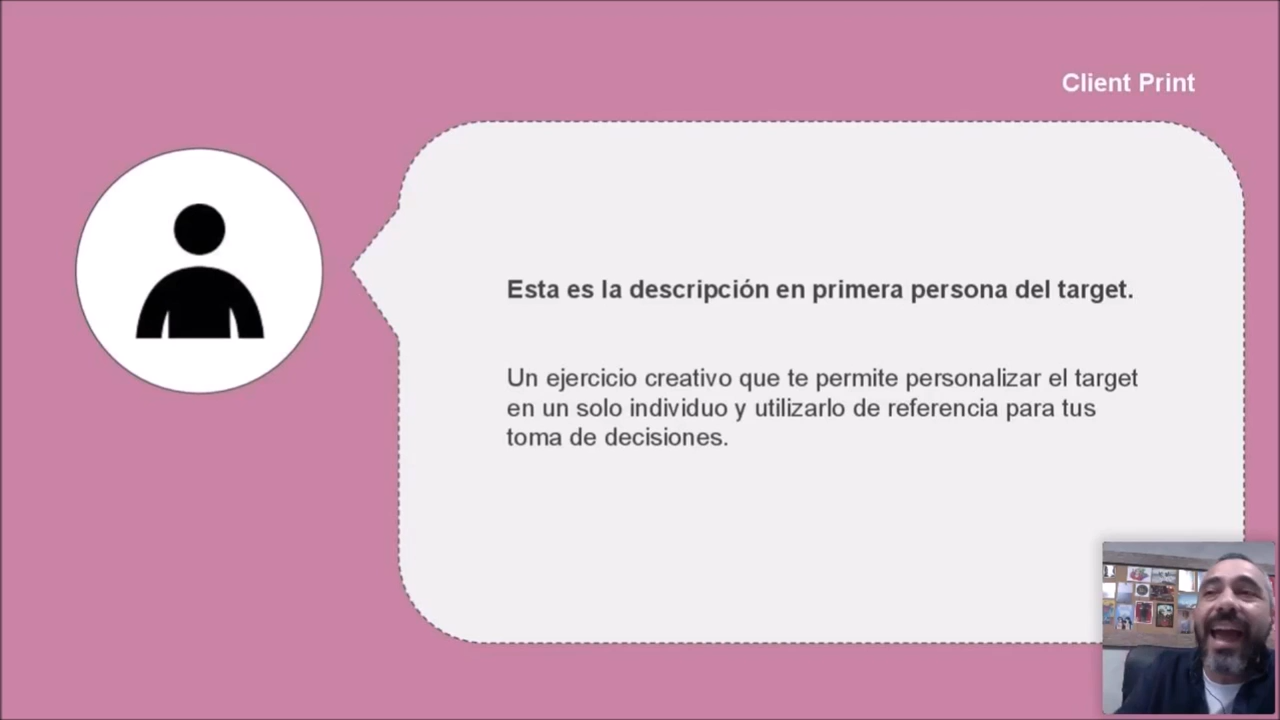 Client Print
Esta es la descripción en primera persona del target.
Un ejercicio creativo que te permite personalizar el target
en un solo individuo y utilizarlo de referencia para tus
toma de decisiones.